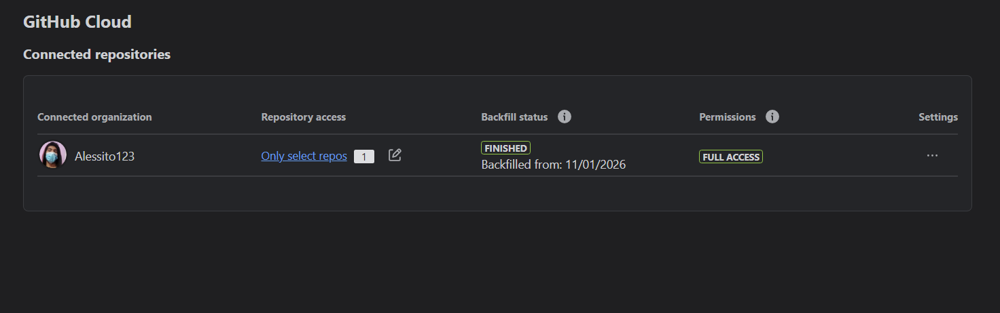 GitHub Cloud
Connected repositories
Connected organization Repository access Backfill status Permissions Settings
Alessito123 Only select repos 1 FINISHED FULL ACCESS
Backfilled from: 11/01/2026